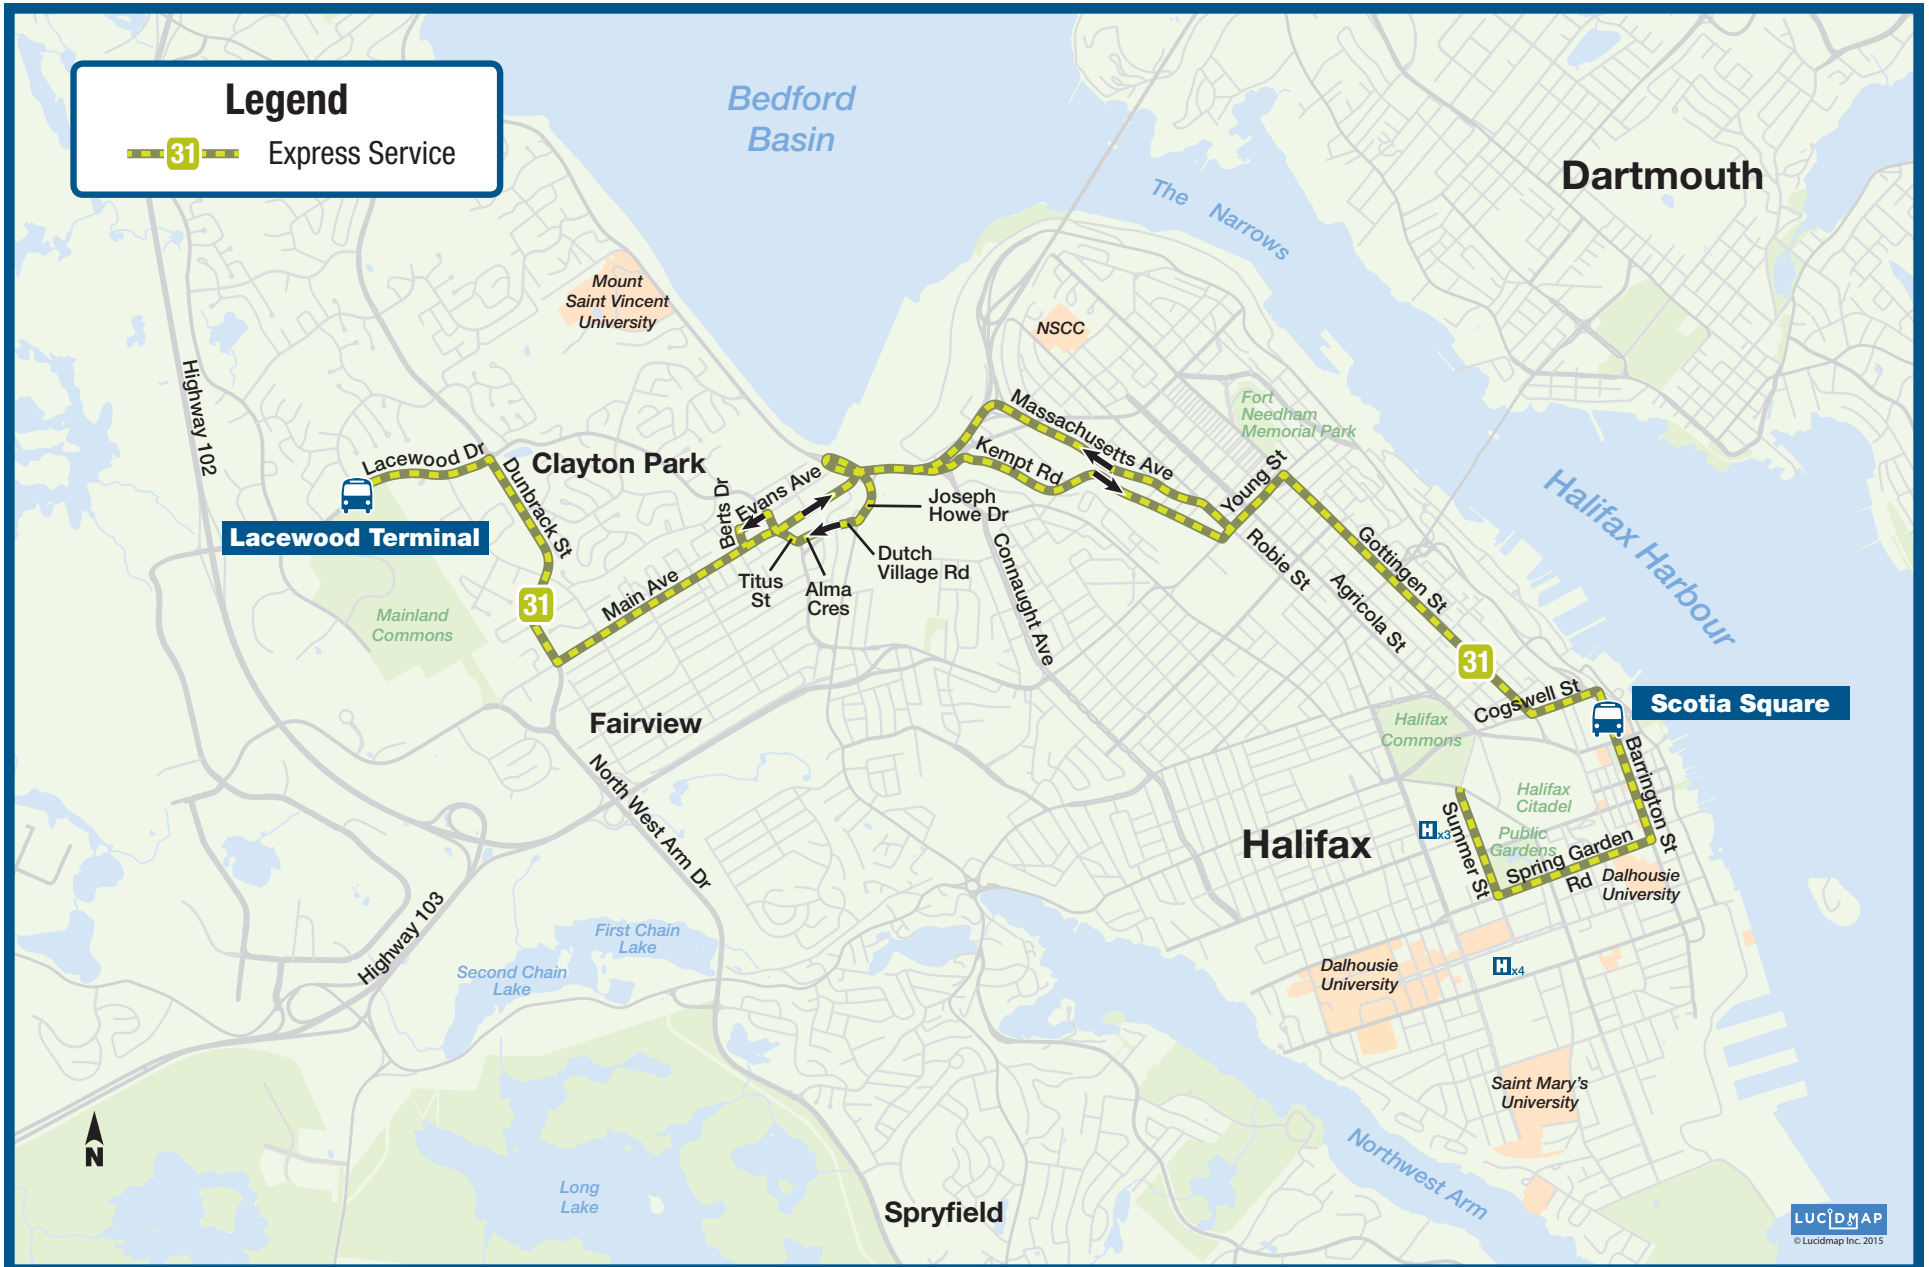 Legend
31
Express Service
Bedford
Basin
The Narrows
Dartmouth
Mount
Saint Vincent
University
NSCC
Highway 102
Fort
Needham
Memorial Park
Massachusetts Ave
Kempt Rd
Young St
Lacewood Dr
Clayton Park
Dunbrack St
Evans Ave
Berts Dr
Joseph
Howe Dr
Lacewood Terminal
Dutch
Village Rd
Titus
St
Alma
Cres
Main Ave
31
Connaught Ave
Robie St
Agricola St
Gottingen St
Halifax Harbour
Mainland
Commons
31
Cogswell St
Scotia Square
Fairview
Halifax
Commons
Barrington St
North West Arm Dr
Halifax
Citadel
Halifax
H x3
Summer St
Public
Gardens
Spring Garden
Rd
Dalhousie
University
Highway 103
First Chain
Lake
Second Chain
Lake
Dalhousie
University
H x4
Saint Mary's
University
N
Northwest Arm
Long
Lake
Spryfield
LUCIDMAP
© Lucidmap Inc. 2015